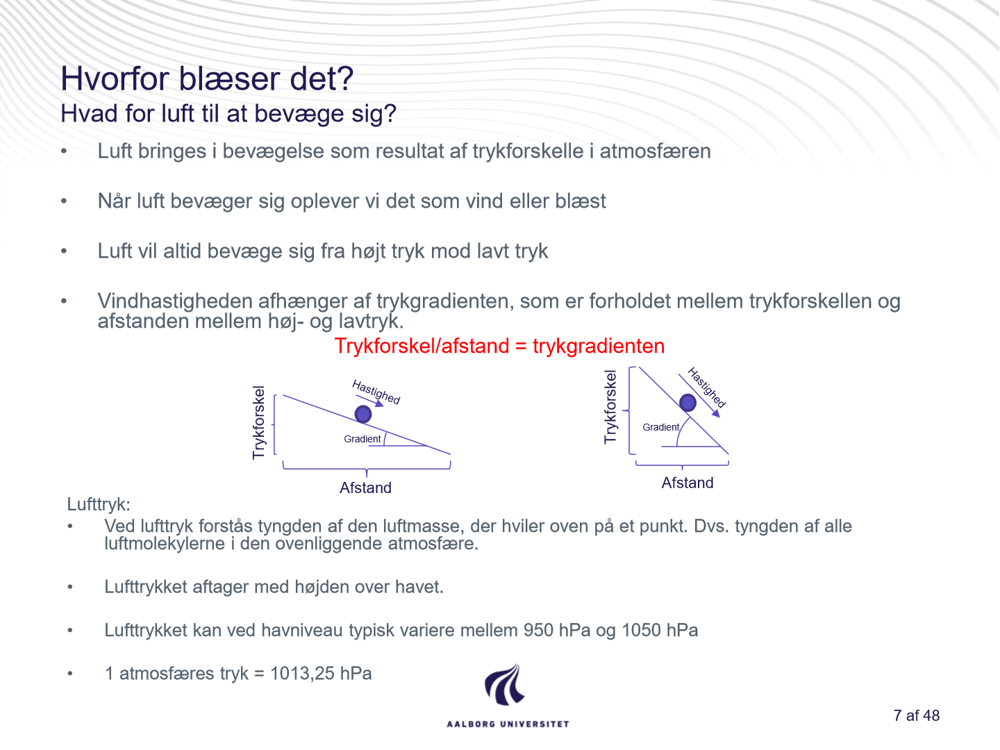 Hvorfor blæser det?
Hvad for luft til at bevæge sig?
• Luft bringes i bevægelse som resultat af trykforskelle i atmosfæren
• Når luft bevæger sig oplever vi det som vind eller blæst
• Luft vil altid bevæge sig fra højt tryk mod lavt tryk
• Vindhastigheden afhænger af trykgradienten, som er forholdet mellem trykforskellen og
afstanden mellem høj- og lavtryk.
Trykforskel/afstand = trykgradienten
Trykforskel
Hastighed
Gradient
Afstand
Trykforskel
Hastighed
Gradient
Afstand
Lufttryk:
• Ved lufttryk forstås tyngden af den luftmasse, der hviler oven på et punkt. Dvs. tyngden af alle
luftmolekylerne i den ovenliggende atmosfære.
• Lufttrykket aftager med højden over havet.
• Lufttrykket kan ved havniveau typisk variere mellem 950 hPa og 1050 hPa
• 1 atmosfæres tryk = 1013,25 hPa
AALBORG UNIVERSITET
7 af 48